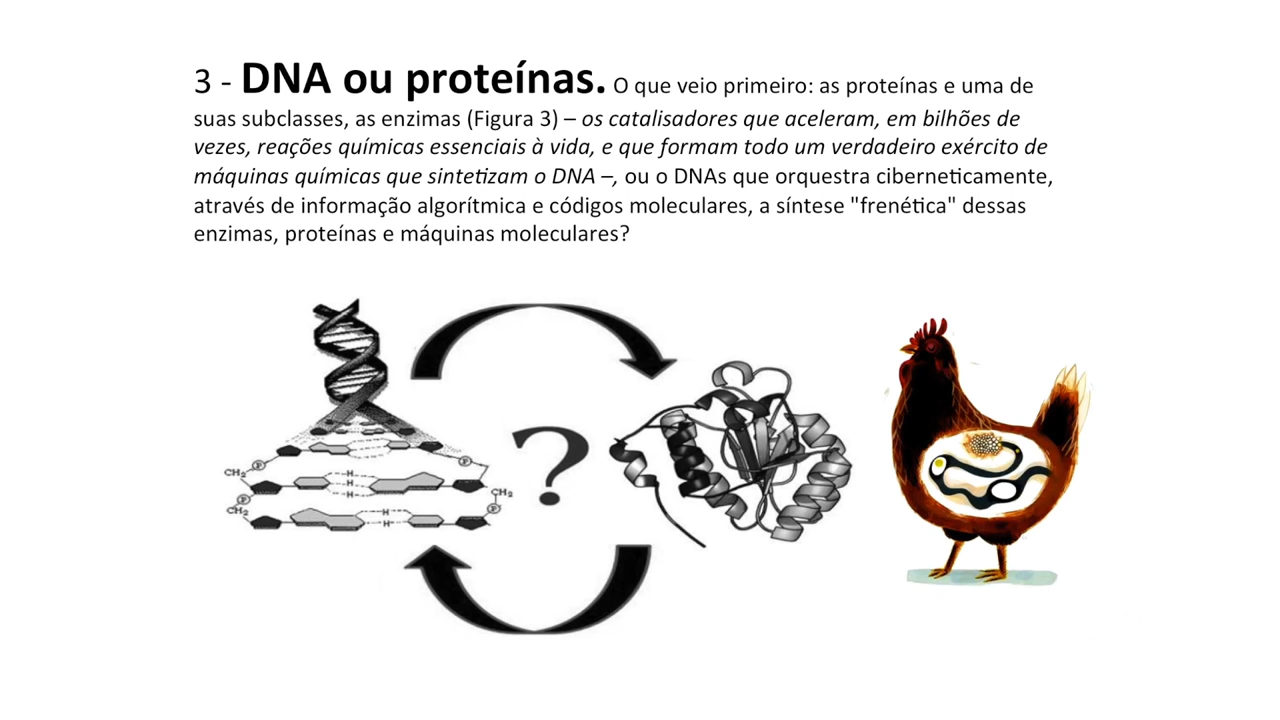 3 - DNA ou proteínas. O que veio primeiro: as proteínas e uma de
suas subclasses, as enzimas (Figura 3) – os catalisadores que aceleram, em bilhões de
vezes, reações químicas essenciais à vida, e que formam todo um verdadeiro exército de
máquinas químicas que sintetizam o DNA –, ou o DNAs que orquestra ciberneticamente,
através de informação algorítmica e códigos moleculares, a síntese "frenética" dessas
enzimas, proteínas e máquinas moleculares?
?
CH2
P
P
H
H
H
CH2
P
CH2
P
H
H